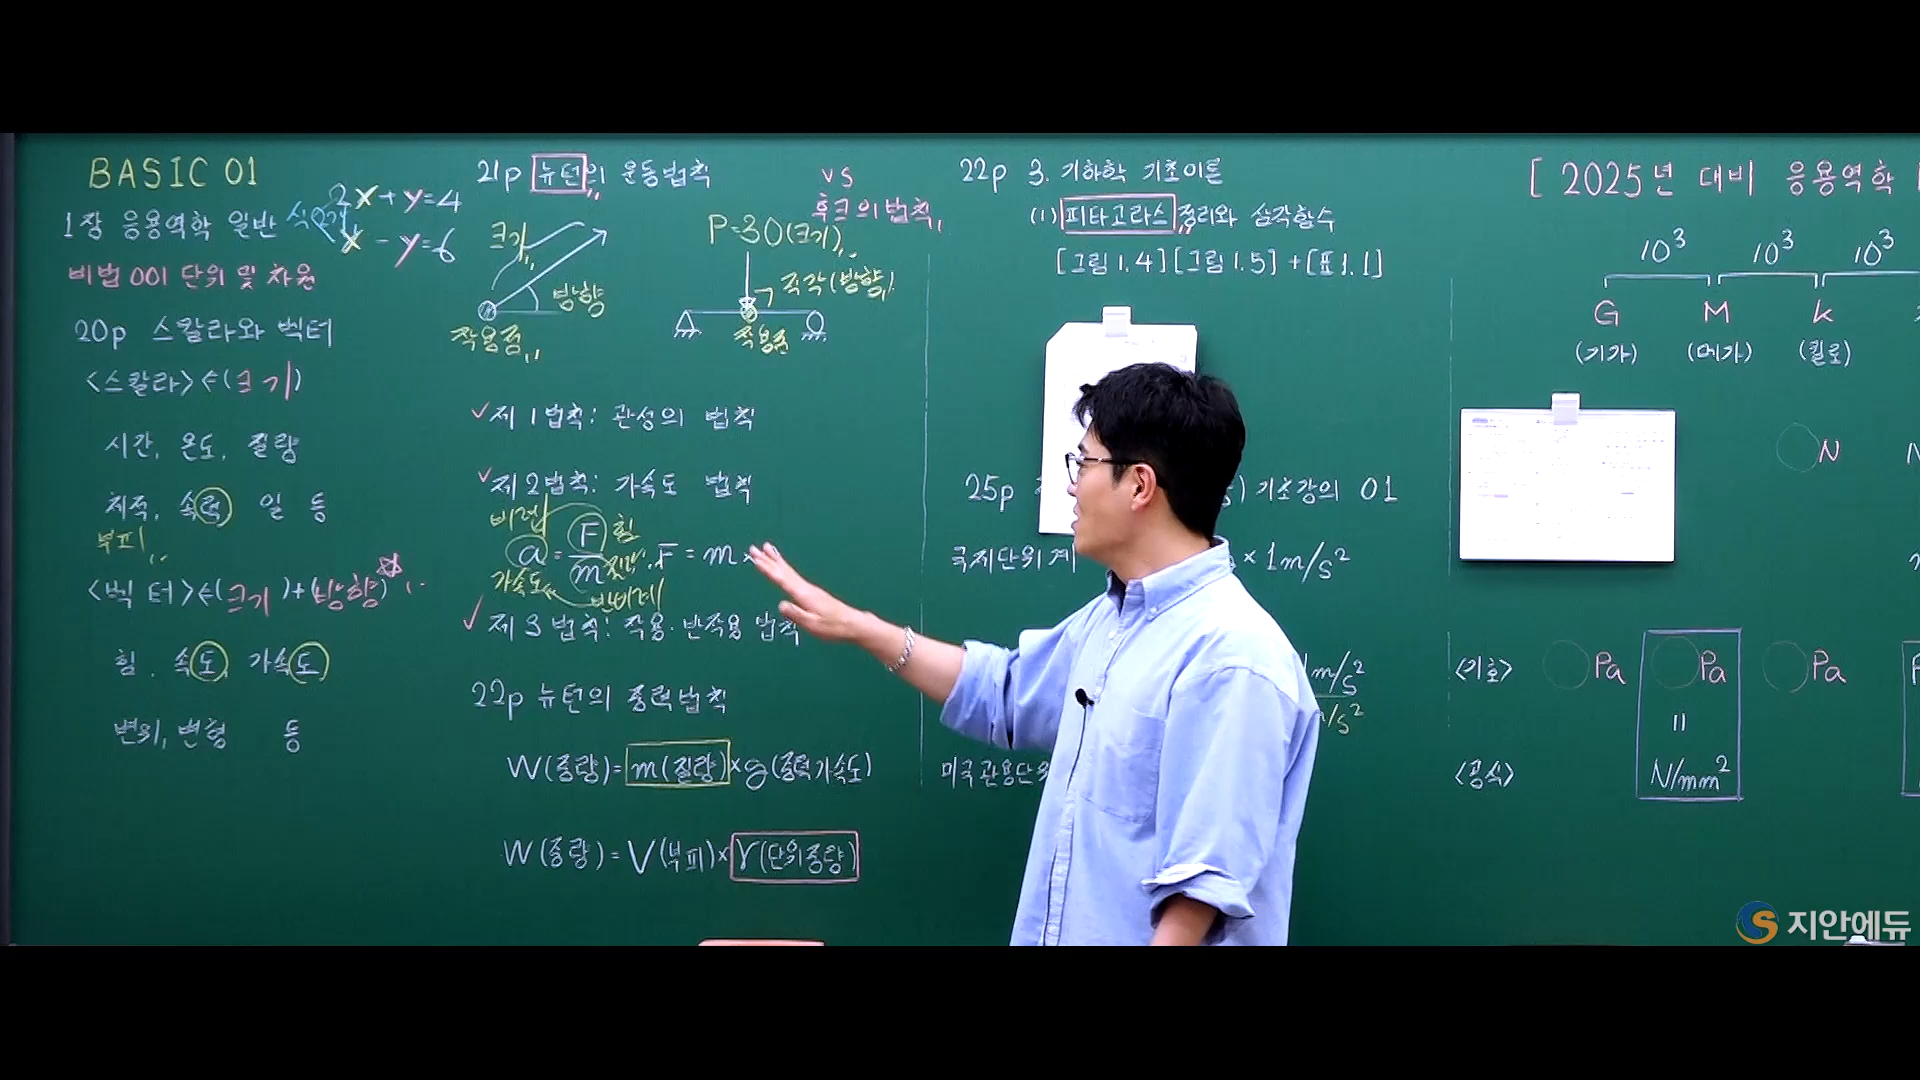 BASIC 01
1장 응용역학 일반
비법 001 단위 및 차원
20p 스칼라와 벡터
<스칼라>←(크기)
시간, 온도, 질량
체적, 속력 일 등
부피
<벡 터>←(크기)+(방향)
힘, 속도, 가속도
변위, 변형 등
2x+y=4
x-y=6
21p 뉴턴의 운동법칙
vs
후크의 법칙
크기
방향
작용점
P=30(크기)
직각(방향)
작용점
✓제 1법칙: 관성의 법칙
✓제 2법칙: 가속도 법칙
비례
a=F/m
힘
가속도
반비례
F=m×
✓제 3법칙: 작용·반작용 법칙
22p 뉴턴의 중력법칙
W(중량)=m(질량)×g(중력가속도)
W(중량)=V(부피)×γ(단위중량)
22p 3. 기하학 기초이론
(1) 피타고라스 정리와 삼각함수
[그림 1.4][그림 1.5]+[표 1.1]
25p
) 기초강의 01
국제단위계
×1m/s²
1m/s²
m/s²
미국관용단위
[2025년 대비 응용역학
10³ 10³ 10³
G M k
(기가) (메가) (킬로)
N
<기호> Pa Pa Pa
=
<공식> N/mm²
지안에듀